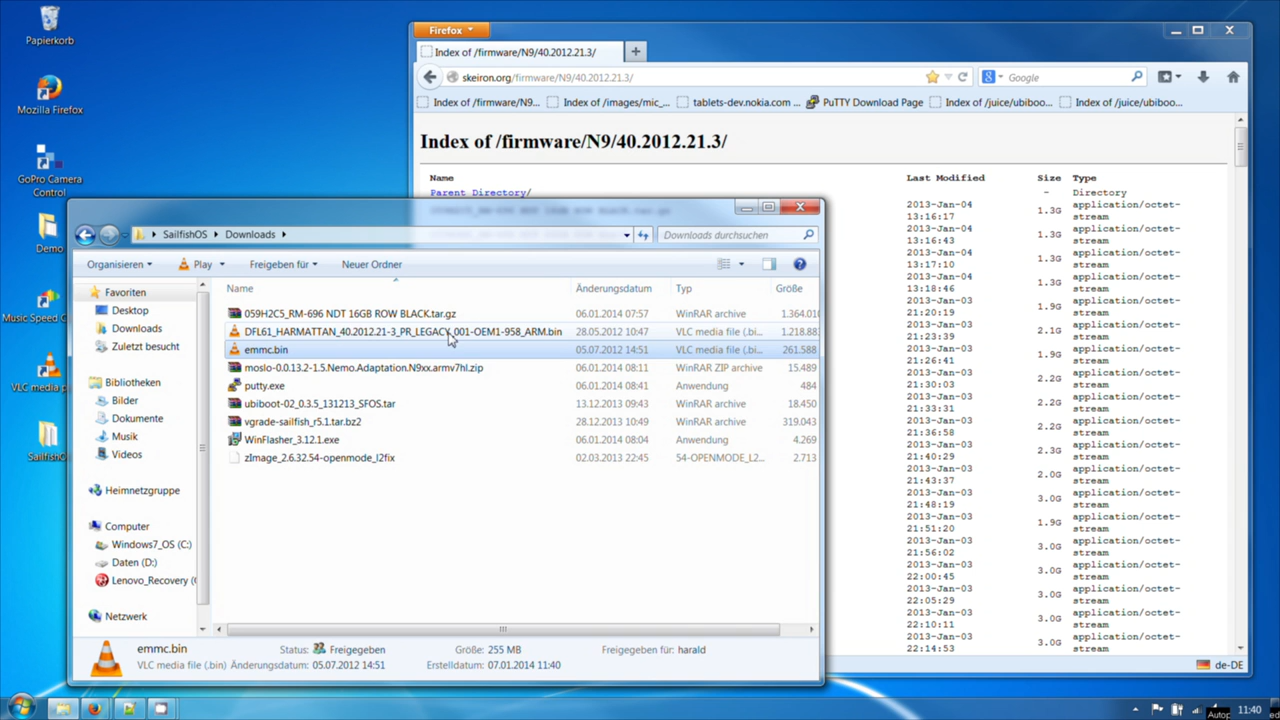 Papierkorb
Mozilla Firefox
GoPro Camera
Control
Demo
Music Speed C
VLC media p
SailfishO
Firefox
Index of /firmware/N9/40.2012.21.3/
skeiron.org/firmware/N9/40.2012.21.3/
Google
Index of /firmware/N9...
Index of /images/mic_...
tablets-dev.nokia.com ...
PuTTY Download Page
Index of /juice/ubiboo...
Index of /juice/ubiboo...
Index of /firmware/N9/40.2012.21.3/
Name Last Modified Size Type
Parent Directory/ - Directory
2013-Jan-04 13:16:17 1.3G application/octet-stream
2013-Jan-04 13:16:43 1.3G application/octet-stream
2013-Jan-04 13:17:10 1.3G application/octet-stream
2013-Jan-04 13:18:46 1.3G application/octet-stream
2013-Jan-03 21:20:19 1.9G application/octet-stream
2013-Jan-03 21:23:39 2.1G application/octet-stream
2013-Jan-03 21:26:41 1.9G application/octet-stream
2013-Jan-03 21:30:03 2.2G application/octet-stream
2013-Jan-03 21:33:31 2.2G application/octet-stream
2013-Jan-03 21:36:58 2.2G application/octet-stream
2013-Jan-03 21:40:29 2.3G application/octet-stream
2013-Jan-03 21:43:37 2.0G application/octet-stream
2013-Jan-03 21:48:19 3.0G application/octet-stream
2013-Jan-03 21:51:20 1.9G application/octet-stream
2013-Jan-03 21:56:02 3.0G application/octet-stream
2013-Jan-03 22:00:45 3.0G application/octet-stream
2013-Jan-03 22:05:29 3.0G application/octet-stream
2013-Jan-03 22:10:11 3.0G application/octet-stream
2013-Jan-03 22:14:53 3.0G application/octet-stream
de-DE
SailfishOS Downloads
Downloads durchsuchen
Organisieren Play Freigeben für Neuer Ordner
Favoriten
Desktop
Downloads
Zuletzt besucht
Bibliotheken
Bilder
Dokumente
Musik
Videos
Heimnetzgruppe
Computer
Windows7_OS (C:)
Daten (D:)
Lenovo_Recovery (
Netzwerk
Name Änderungsdatum Typ Größe
059H2C5_RM-696 NDT 16GB ROW BLACK.tar.gz 06.01.2014 07:57 WinRAR archive 1.364.010
DFL61_HARMATTAN_40.2012.21-3_PR_LEGACY_001-OEM1-958_ARM.bin 28.05.2012 10:47 VLC media file (.bi... 1.218.883
emmc.bin 05.07.2012 14:51 VLC media file (.bi... 261.588
moslo-0.0.13.2-1.5.Nemo.Adaptation.N9xx.armv7hl.zip 06.01.2014 08:11 WinRAR ZIP archive 15.489
putty.exe 06.01.2014 08:41 Anwendung 484
ubiboot-02_0.3.5_131213_SFOS.tar 13.12.2013 09:43 WinRAR archive 18.450
vgrade-sailfish_r5.1.tar.bz2 28.12.2013 10:49 WinRAR archive 319.043
WinFlasher_3.12.1.exe 06.01.2014 08:04 Anwendung 4.269
zImage_2.6.32.54-openmode_l2fix 02.03.2013 22:45 54-OPENMODE_L2... 2.713
emmc.bin Status: Freigegeben Größe: 255 MB Freigegeben für: harald
VLC media file (.bin) Änderungsdatum: 05.07.2012 14:51 Erstelldatum: 07.01.2014 11:40
Autop
11:40